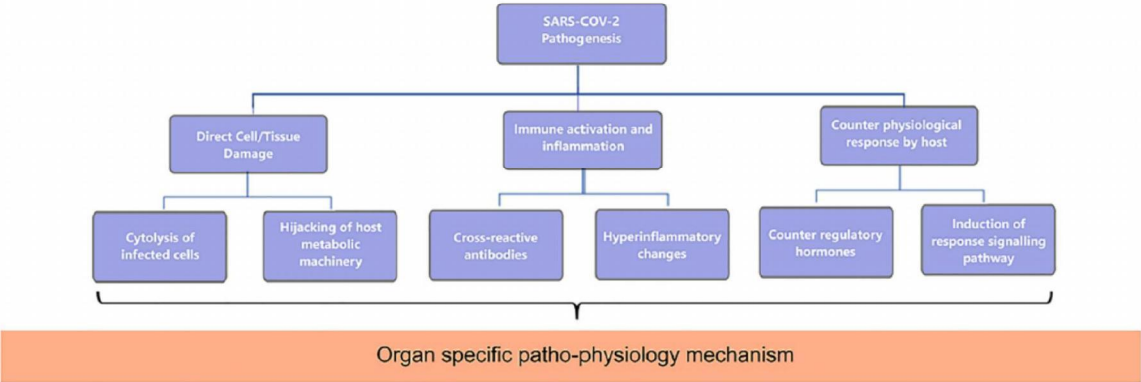 SARS-COV-2
Pathogenesis
Direct Cell/Tissue
Damage
Immune activation and
inflammation
Counter physiological
response by host
Cytolysis of
infected cells
Hijacking of host
metabolic
machinery
Cross-reactive
antibodies
Hyperinflammatory
changes
Counter regulatory
hormones
Induction of
response signalling
pathway
Organ specific patho-physiology mechanism